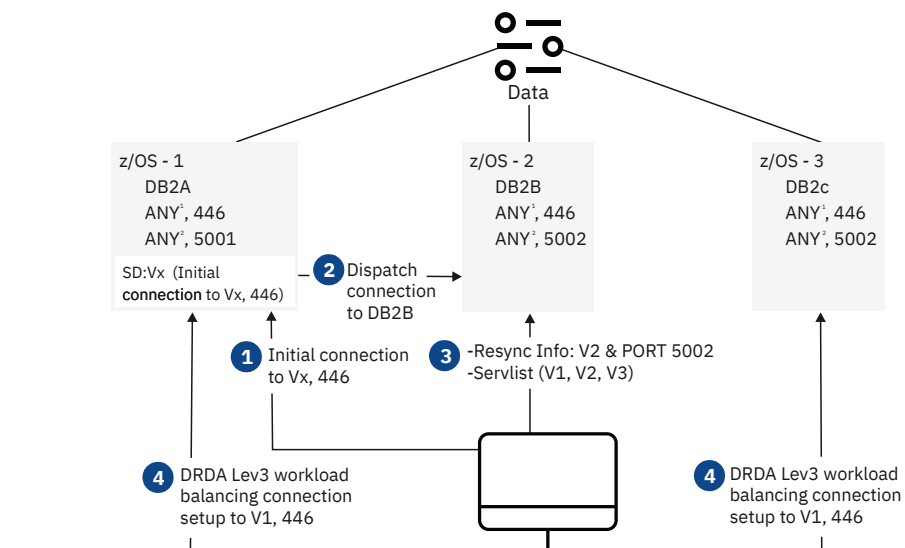 Data
z/OS - 1
DB2A
ANY¹, 446
ANY², 5001
SD:Vx (Initial
connection to Vx, 446)
z/OS - 2
DB2B
ANY¹, 446
ANY², 5002
z/OS - 3
DB2c
ANY¹, 446
ANY², 5002
2 Dispatch
connection
to DB2B
1 Initial connection
to Vx, 446
3 -Resync Info: V2 & PORT 5002
-Servlist (V1, V2, V3)
4 DRDA Lev3 workload
balancing connection
setup to V1, 446
4 DRDA Lev3 workload
balancing connection
setup to V1, 446